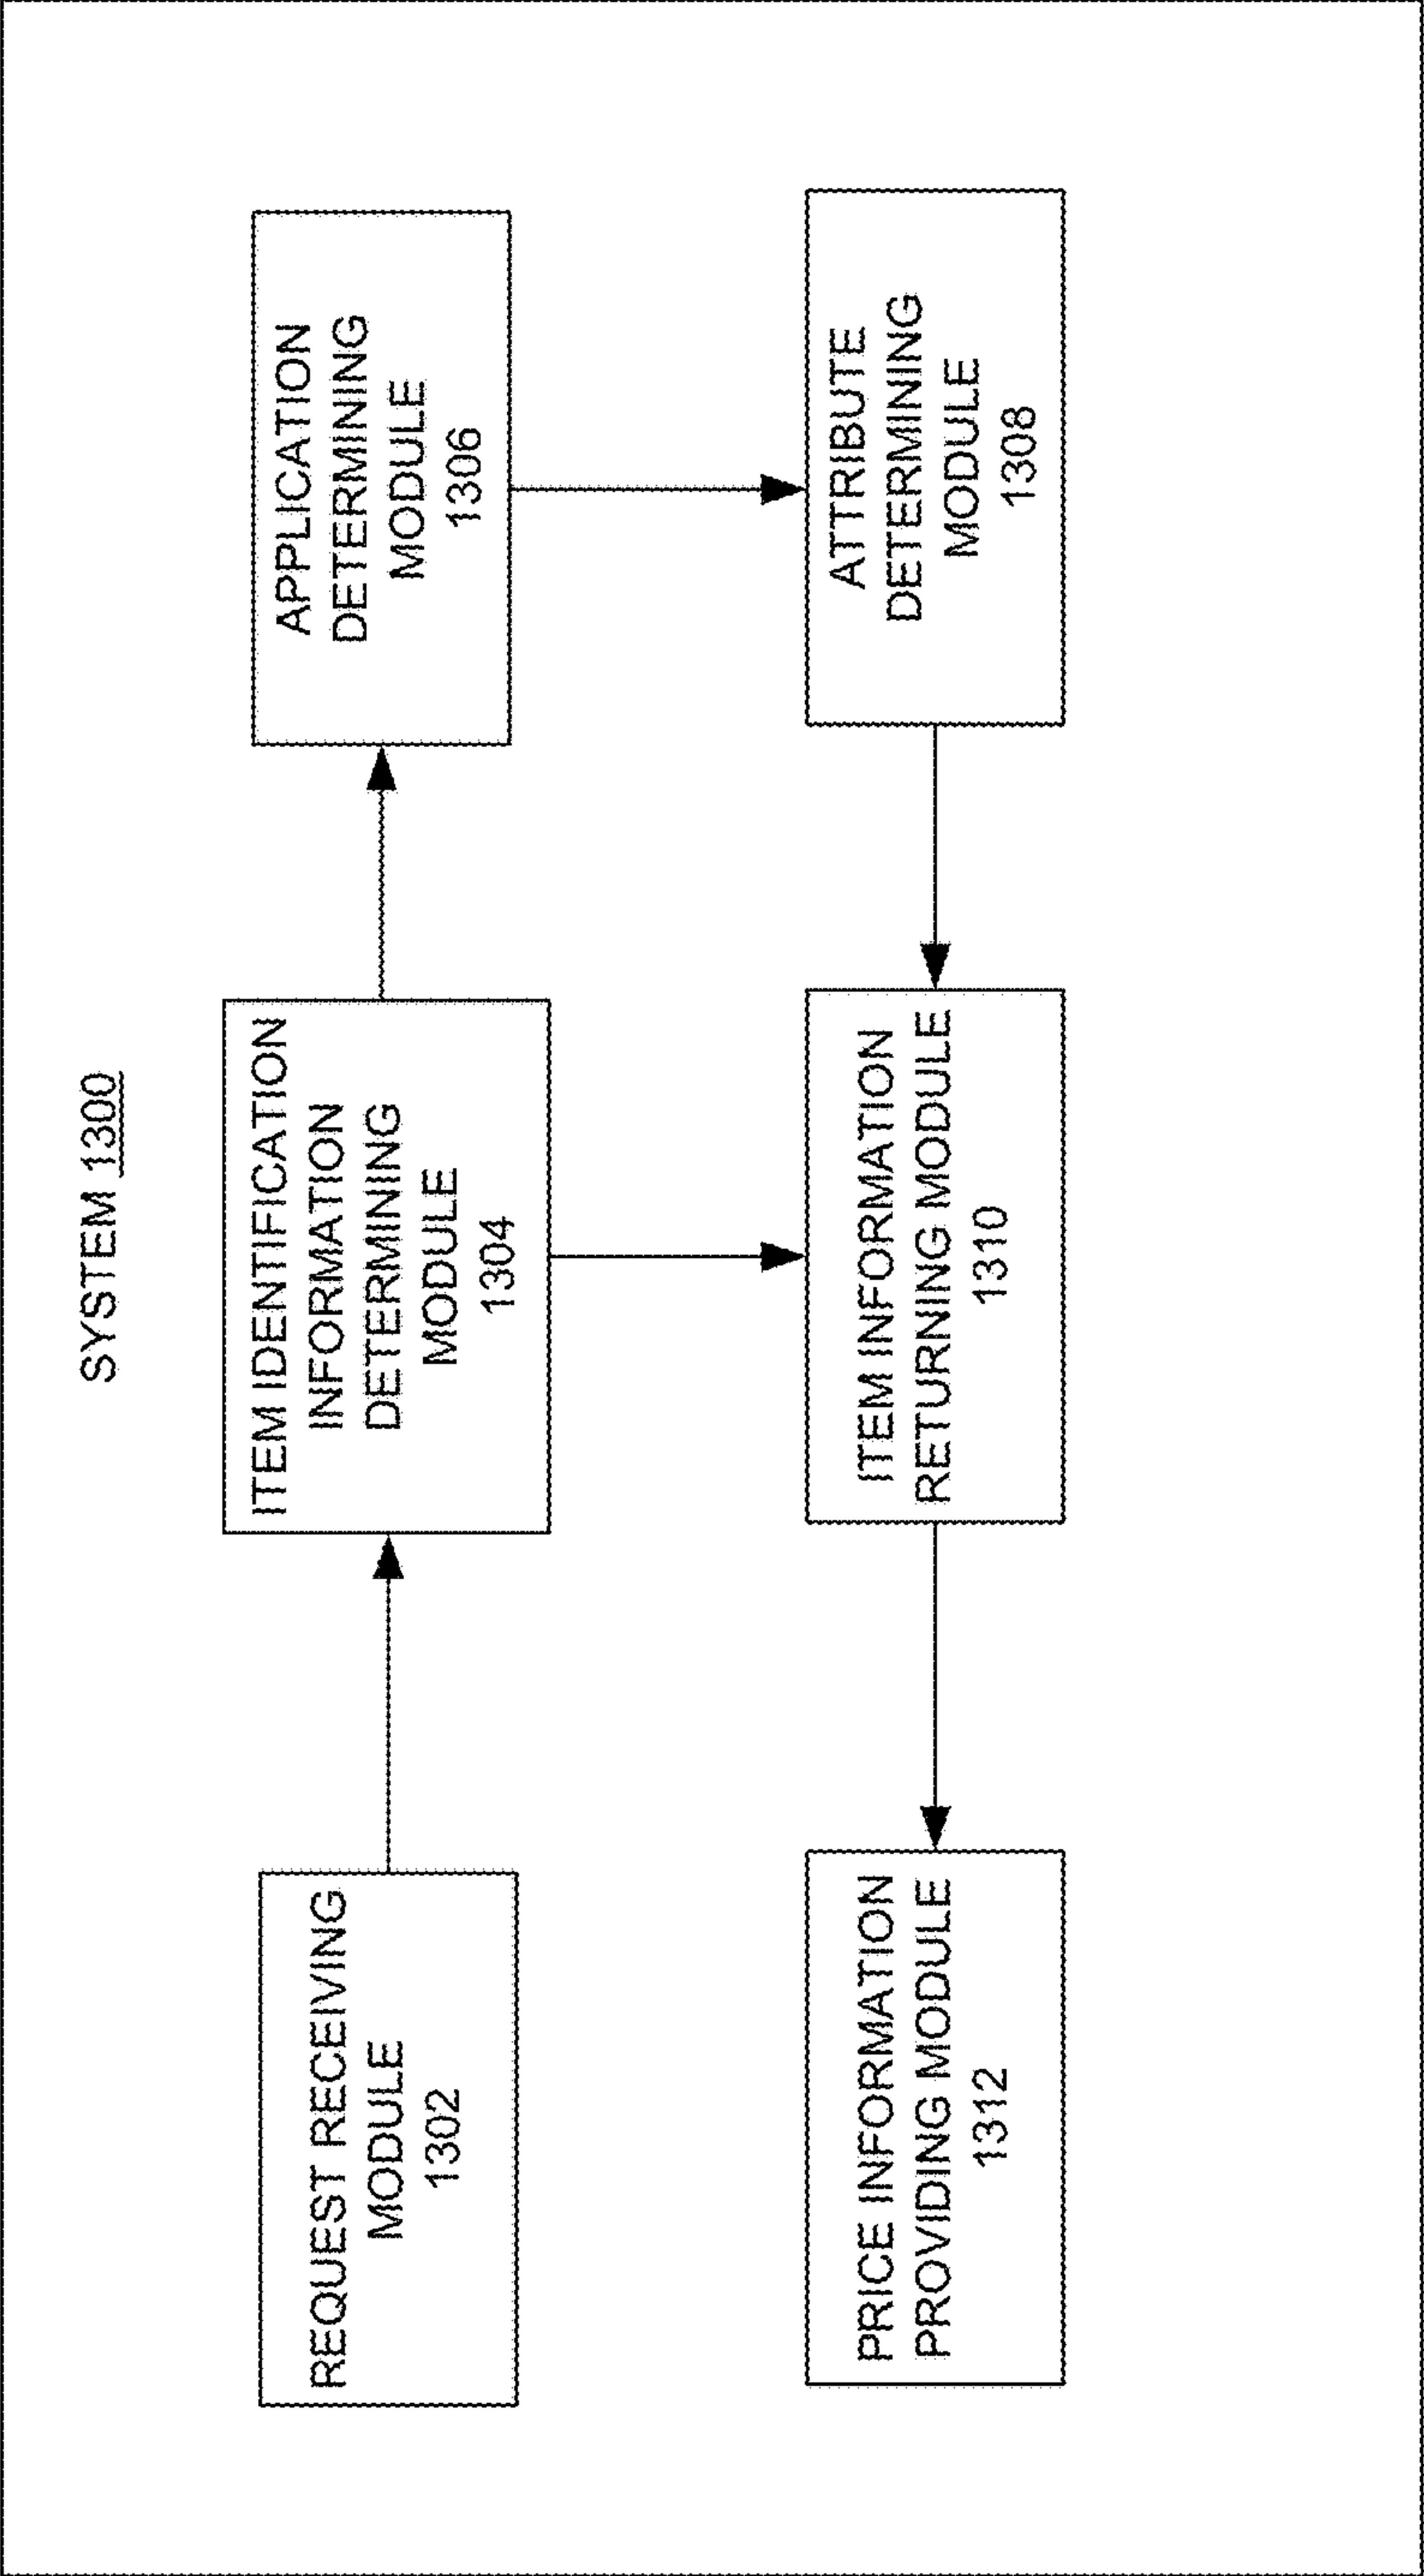 SYSTEM 1300
REQUEST RECEIVING
MODULE
1302
ITEM IDENTIFICATION
INFORMATION
DETERMINING
MODULE
1304
APPLICATION
DETERMINING
MODULE
1306
PRICE INFORMATION
PROVIDING MODULE
1312
ITEM INFORMATION
RETURNING MODULE
1310
ATTRIBUTE
DETERMINING
MODULE
1308